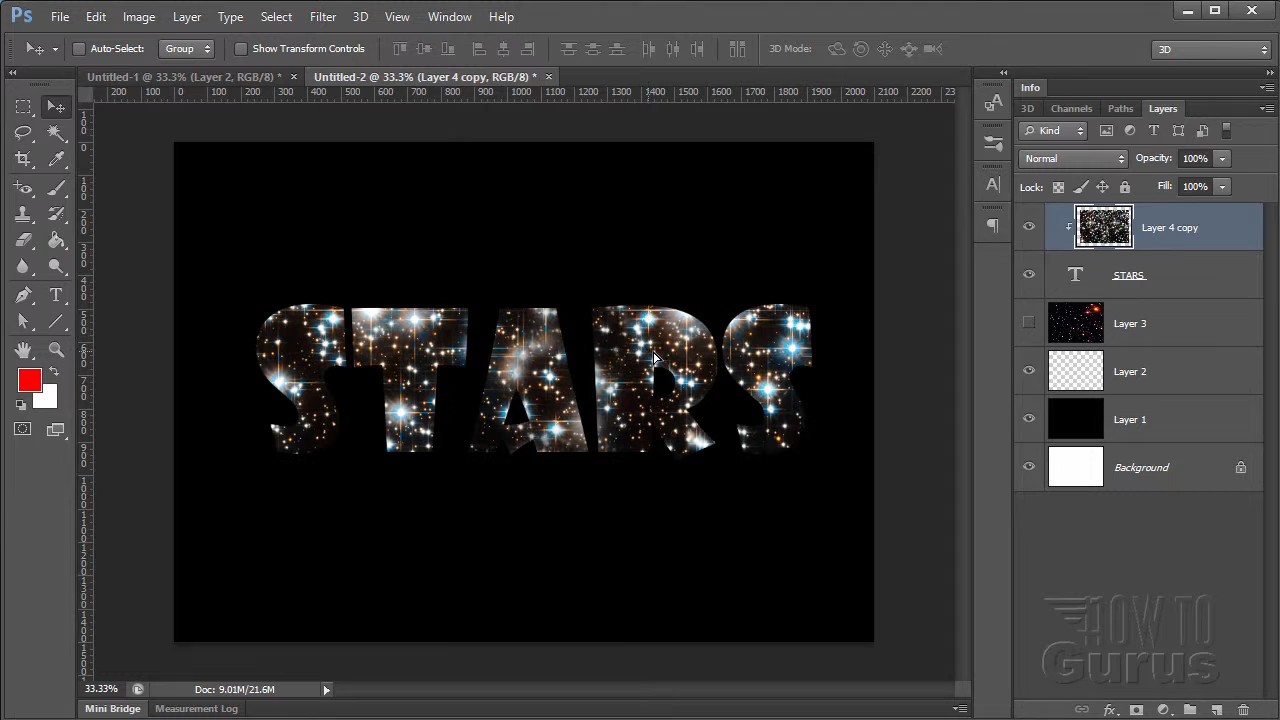 Ps File Edit Image Layer Type Select Filter 3D View Window Help
Auto-Select: Group Show Transform Controls 3D Mode: 3D
Untitled-1 @ 33.3% (Layer 2, RGB/8) * × Untitled-2 @ 33.3% (Layer 4 copy, RGB/8) * ×
Info
200 100 0 100 200 300 400 500 600 700 800 900 1000 1100 1200 1300 1400 1500 1600 1700 1800 1900 2000 2100 2200 23
3D Channels Paths Layers
Kind
Normal Opacity: 100%
Lock: Fill: 100%
Layer 4 copy
STARS
Layer 3
Layer 2
Layer 1
Background
STARS
HOW TO
Gurus
33.33% Doc: 9.01M/21.6M
Mini Bridge Measurement Log